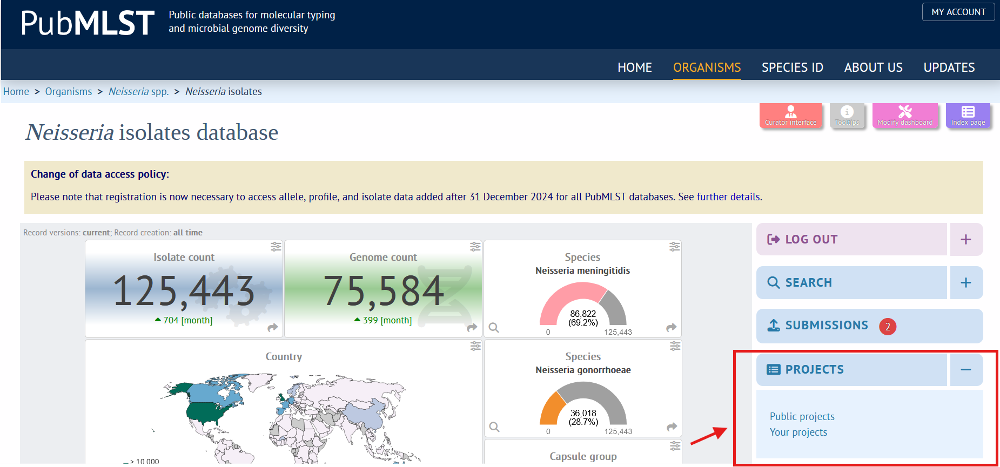 PubMLST
Public databases for molecular typing
and microbial genome diversity
MY ACCOUNT
HOME
ORGANISMS
SPECIES ID
ABOUT US
UPDATES
Home > Organisms > Neisseria spp. > Neisseria isolates
Curator interface
Tooltips
Modify dashboard
Index page
Neisseria isolates database
Change of data access policy:
Please note that registration is now necessary to access allele, profile, and isolate data added after 31 December 2024 for all PubMLST databases. See further details.
Record versions: current; Record creation: all time
Isolate count
125,443
704 [month]
Genome count
75,584
399 [month]
Species
Neisseria meningitidis
86,822
(69.2%)
0
125,443
Country
> 10,000
Species
Neisseria gonorrhoeae
36,018
(28.7%)
0
125,443
Capsule group
LOG OUT
+
SEARCH
+
SUBMISSIONS 2
PROJECTS
−
Public projects
Your projects